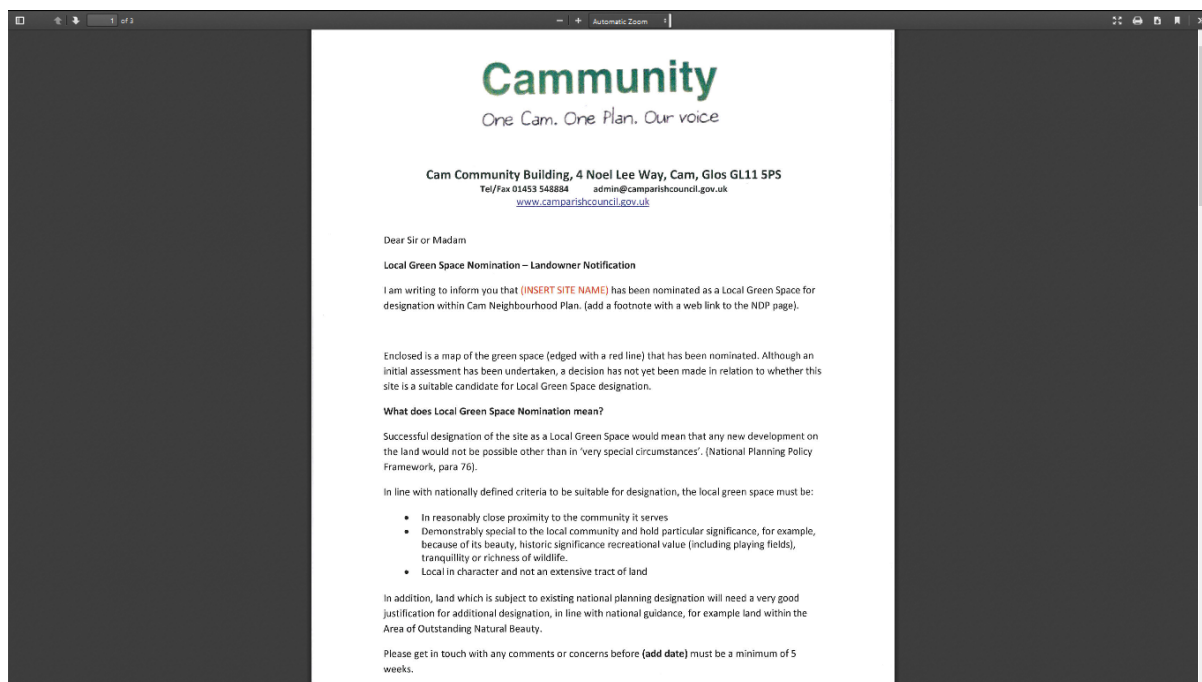 1 of 3
− + Automatic Zoom
Cammunity
One Cam. One Plan. Our voice
Cam Community Building, 4 Noel Lee Way, Cam, Glos GL11 5PS
Tel/Fax 01453 548884 admin@camparishcouncil.gov.uk
www.camparishcouncil.gov.uk
Dear Sir or Madam
Local Green Space Nomination – Landowner Notification
I am writing to inform you that (INSERT SITE NAME) has been nominated as a Local Green Space for
designation within Cam Neighbourhood Plan. (add a footnote with a web link to the NDP page).
Enclosed is a map of the green space (edged with a red line) that has been nominated. Although an
initial assessment has been undertaken, a decision has not yet been made in relation to whether this
site is a suitable candidate for Local Green Space designation.
What does Local Green Space Nomination mean?
Successful designation of the site as a Local Green Space would mean that any new development on
the land would not be possible other than in ‘very special circumstances’. (National Planning Policy
Framework, para 76).
In line with nationally defined criteria to be suitable for designation, the local green space must be:
• In reasonably close proximity to the community it serves
• Demonstrably special to the local community and hold particular significance, for example,
because of its beauty, historic significance recreational value (including playing fields),
tranquillity or richness of wildlife.
• Local in character and not an extensive tract of land
In addition, land which is subject to existing national planning designation will need a very good
justification for additional designation, in line with national guidance, for example land within the
Area of Outstanding Natural Beauty.
Please get in touch with any comments or concerns before (add date) must be a minimum of 5
weeks.